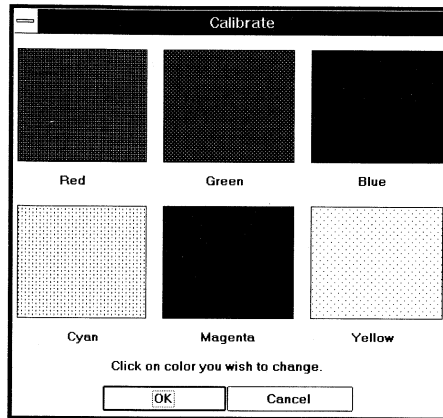 Calibrate
Red Green Blue
Cyan Magenta Yellow
Click on color you wish to change.
OK Cancel